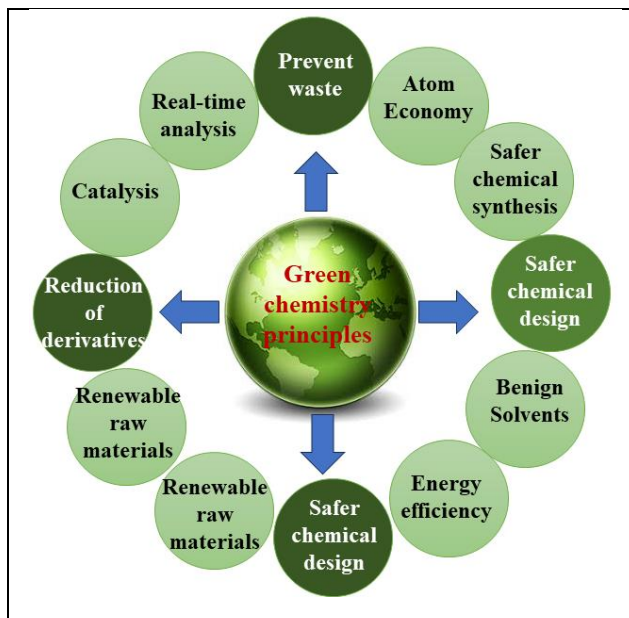 Prevent
waste
Atom
Economy
Safer
chemical
synthesis
Safer
chemical
design
Benign
Solvents
Energy
efficiency
Safer
chemical
design
Renewable
raw
materials
Renewable
raw
materials
Reduction
of
derivatives
Catalysis
Real-time
analysis
Green
chemistry
principles